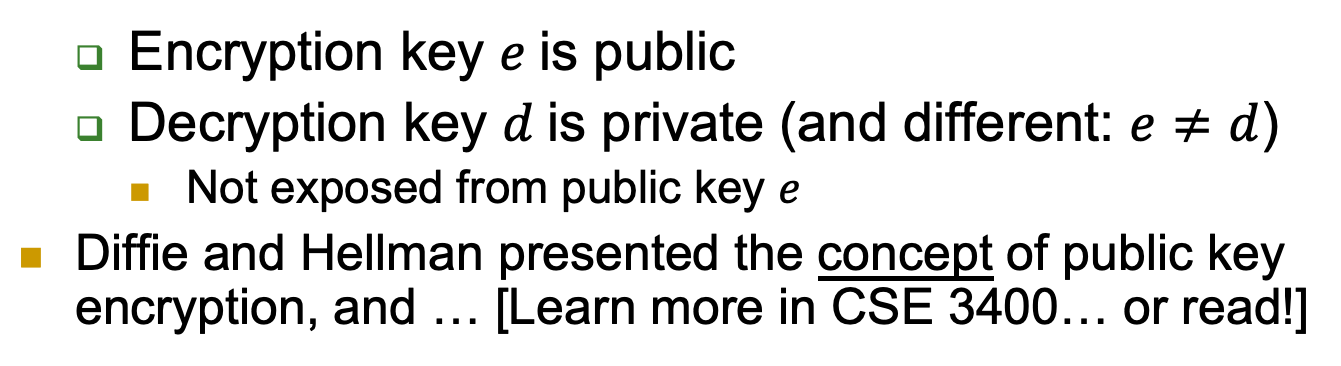 Encryption key e is public
Decryption key d is private (and different: e ≠ d)
Not exposed from public key e
Diffie and Hellman presented the concept of public key
encryption, and … [Learn more in CSE 3400… or read!]